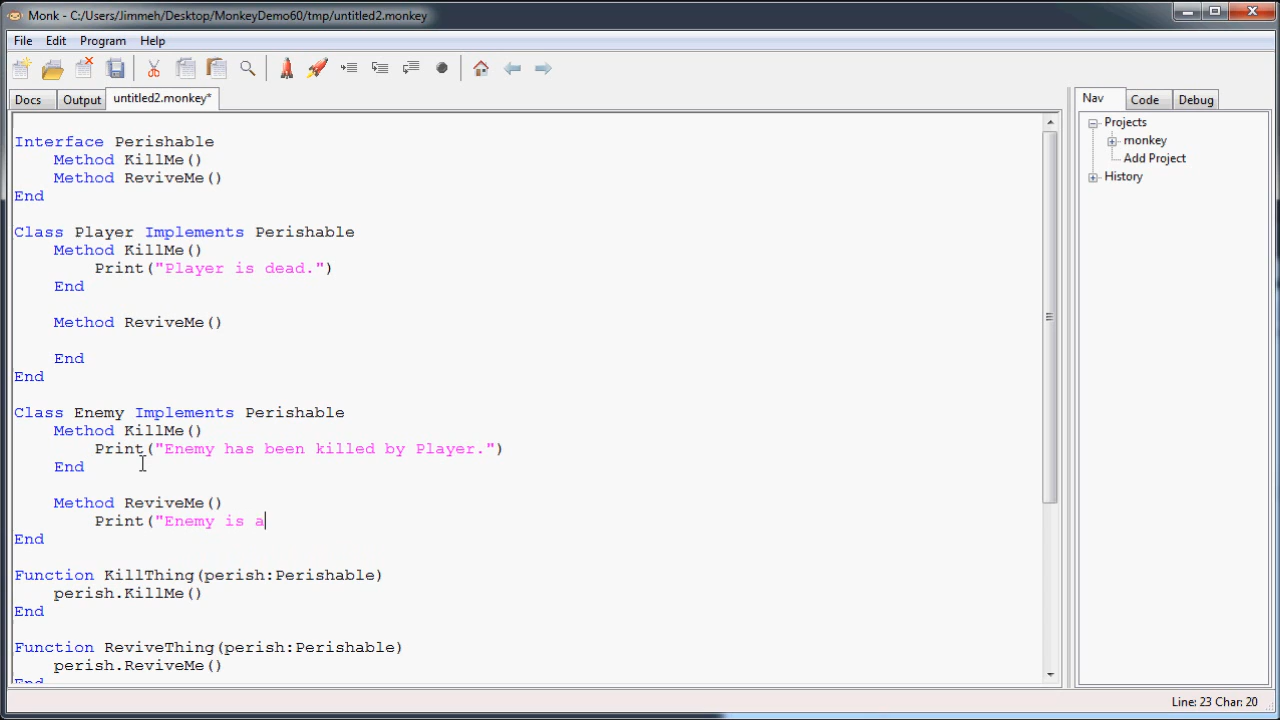 Monk - C:/Users/Jimmeh/Desktop/MonkeyDemo60/tmp/untitled2.monkey
File Edit Program Help
Docs Output untitled2.monkey*
Interface Perishable
Method KillMe()
Method ReviveMe()
End
Class Player Implements Perishable
Method KillMe()
Print("Player is dead.")
End
Method ReviveMe()
End
End
Class Enemy Implements Perishable
Method KillMe()
Print("Enemy has been killed by Player.")
End
Method ReviveMe()
Print("Enemy is a
End
Function KillThing(perish:Perishable)
perish.KillMe()
End
Function ReviveThing(perish:Perishable)
perish.ReviveMe()
End
Nav Code Debug
Projects
monkey
Add Project
History
Line: 23 Char: 20